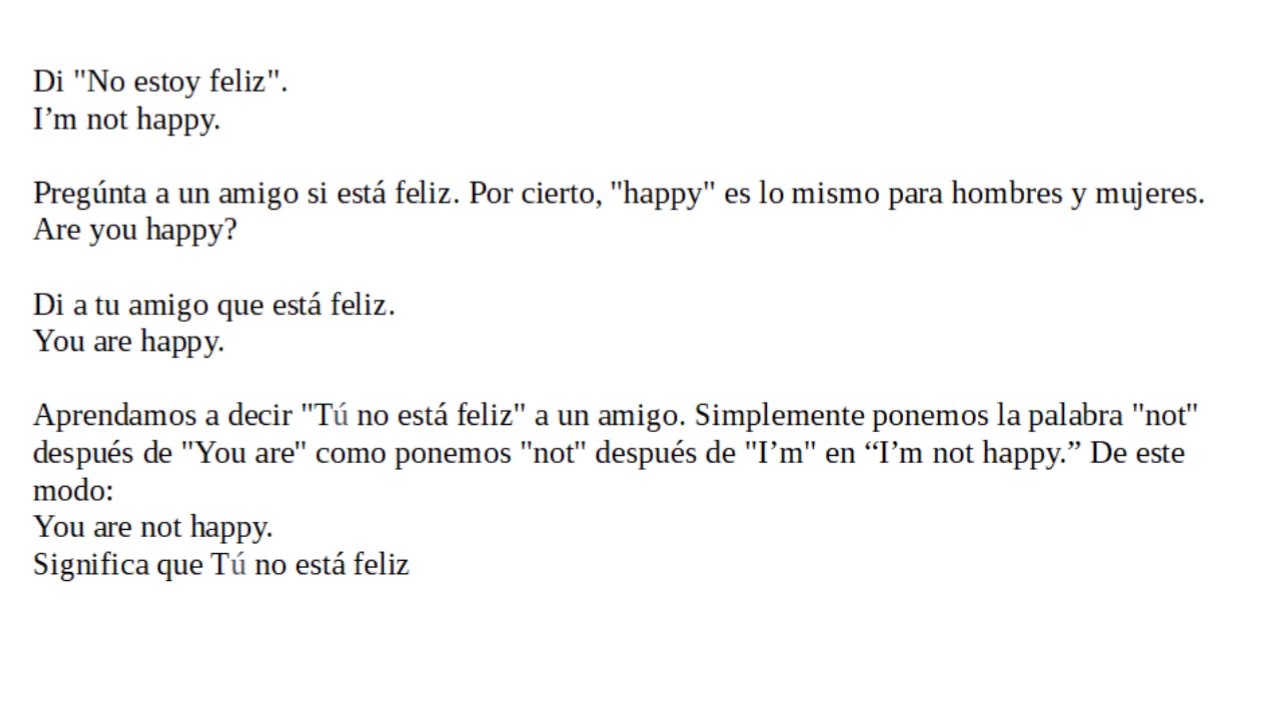 Di "No estoy feliz".
I’m not happy.
Pregúnta a un amigo si está feliz. Por cierto, "happy" es lo mismo para hombres y mujeres.
Are you happy?
Di a tu amigo que está feliz.
You are happy.
Aprendamos a decir "Tú no está feliz" a un amigo. Simplemente ponemos la palabra "not"
después de "You are" como ponemos "not" después de "I’m" en “I’m not happy.” De este
modo:
You are not happy.
Significa que Tú no está feliz